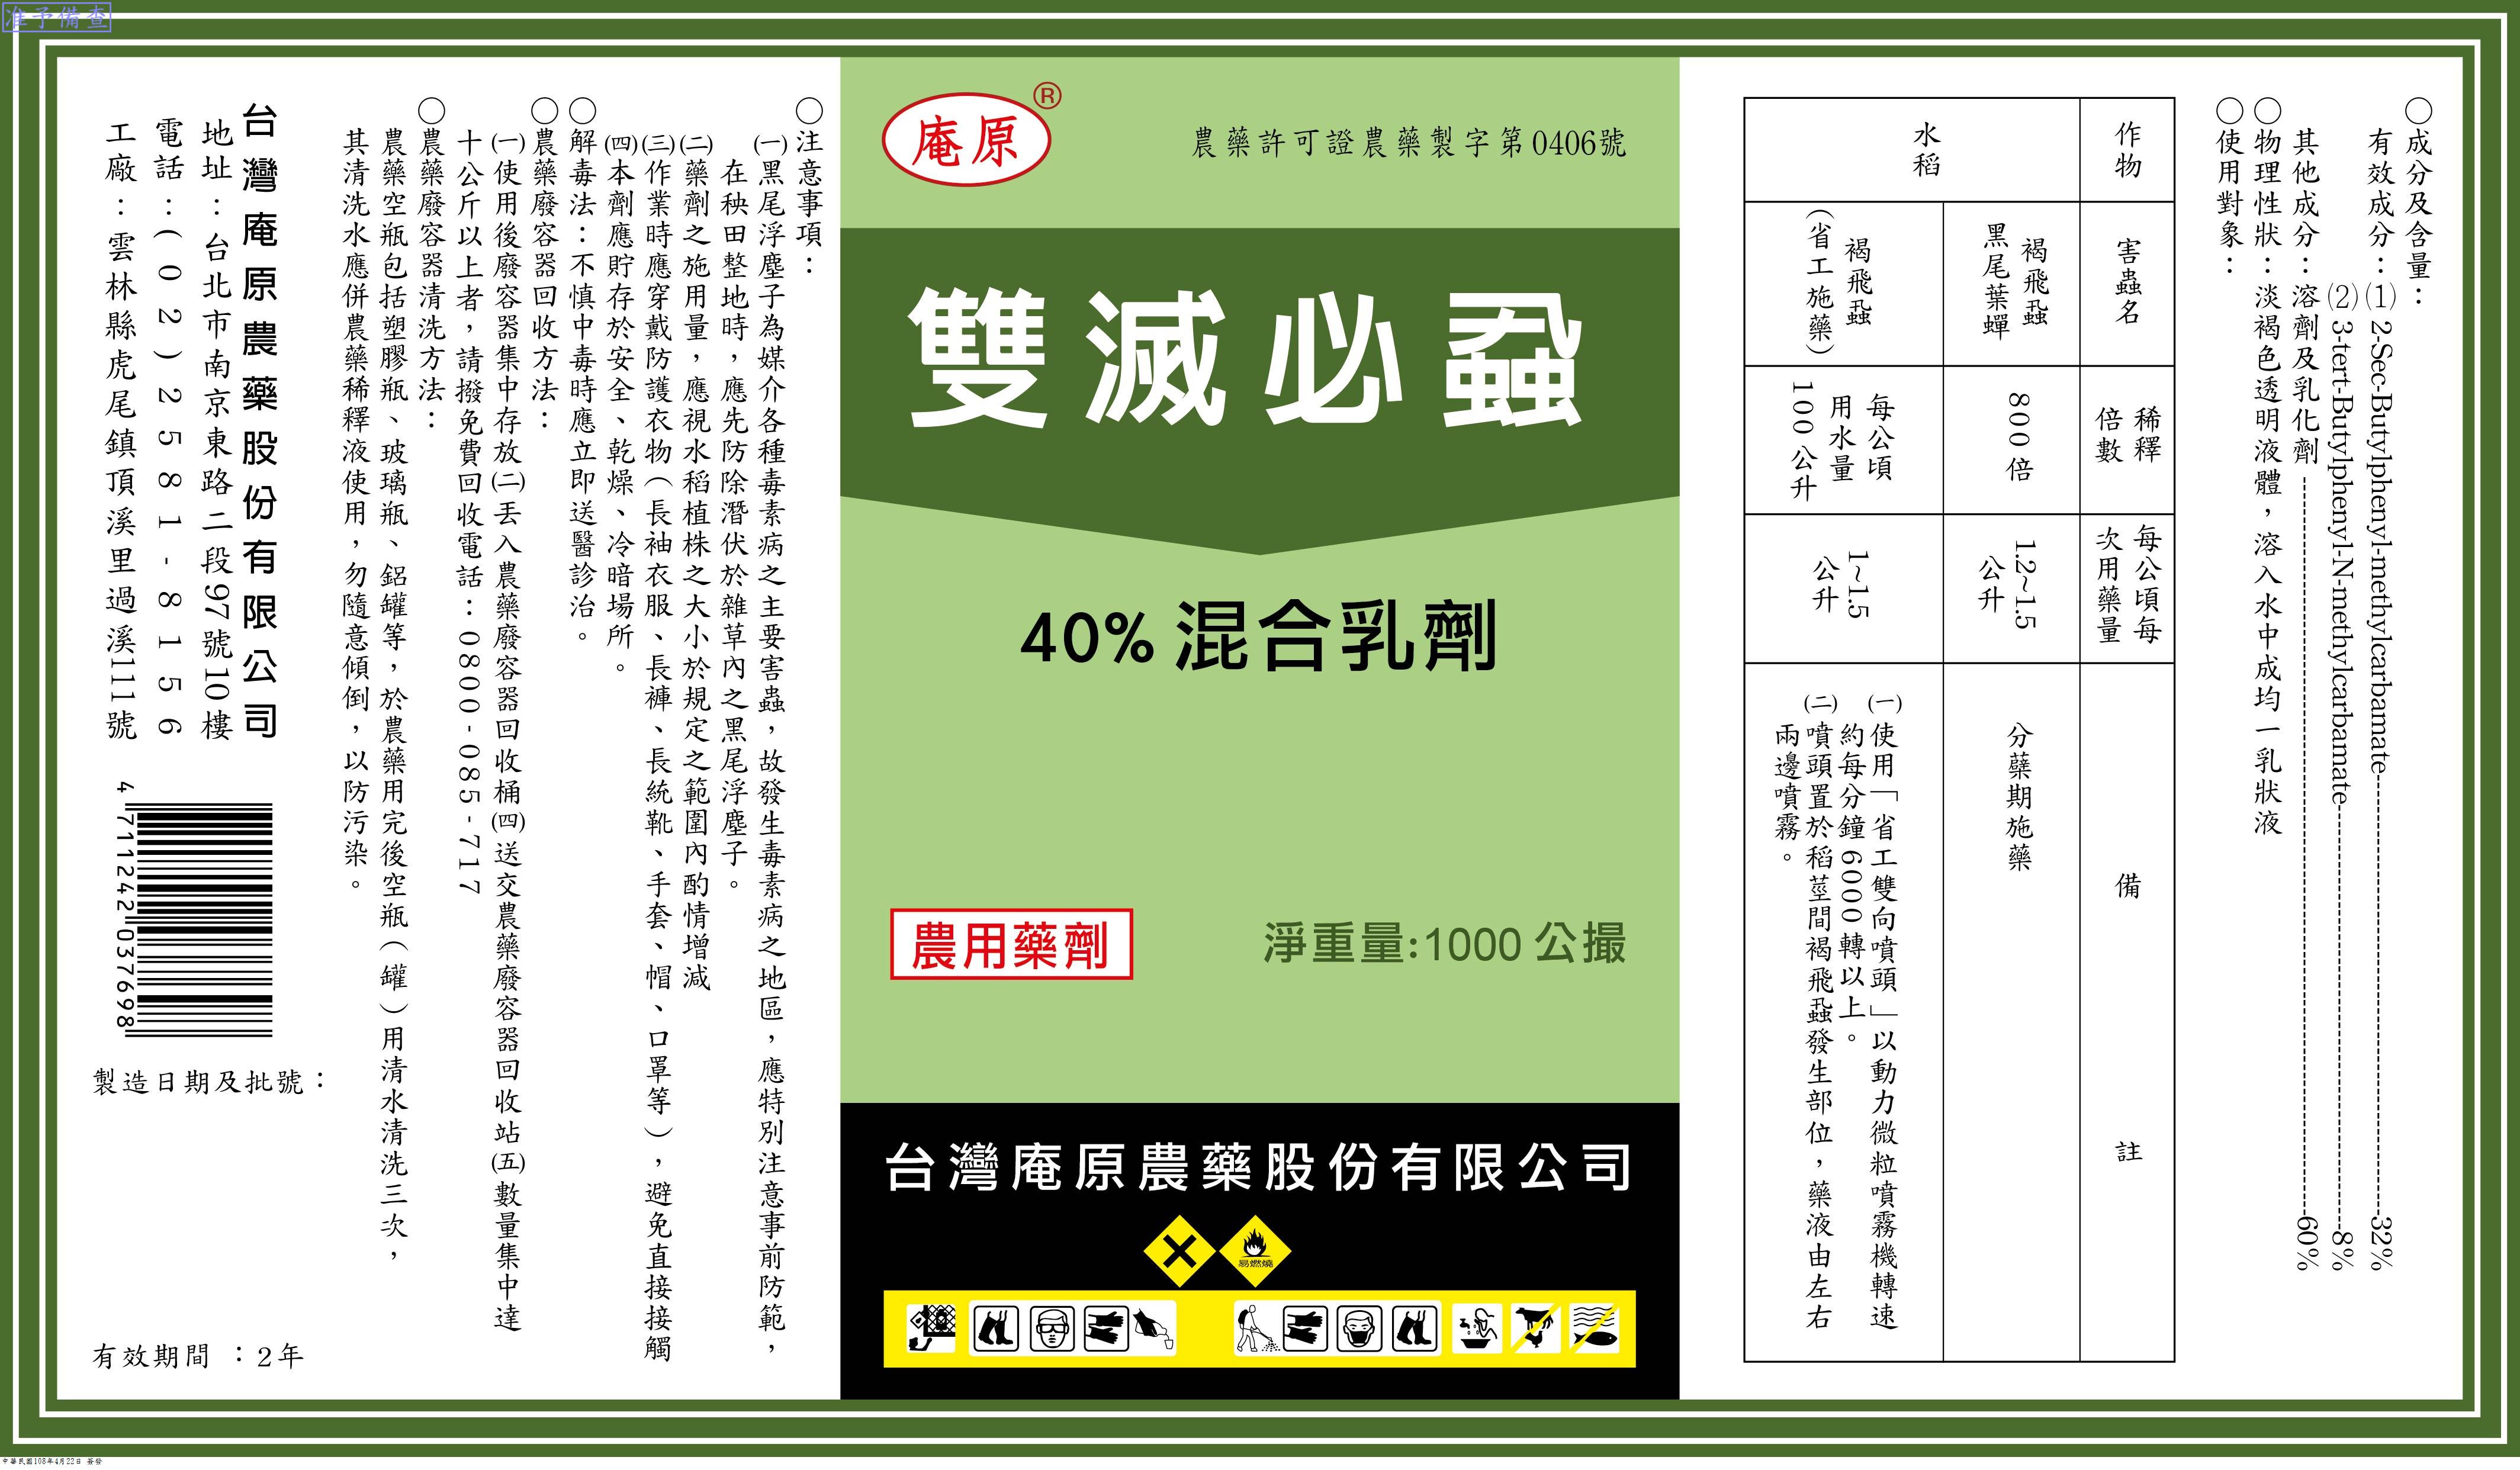 准予備查
○成分及含量：
有效成分：(1) 2-Sec-Butylphenyl-methylcarbamate 32%
(2) 3-tert-Butylphenyl-N-methylcarbamate 8%
其他成分：溶劑及乳化劑 60%
○物理性狀：淡褐色透明液體，溶入水中成均一乳狀液
○使用對象：
作物
害蟲名
稀釋
倍數
每公頃每
次用藥量
備註
水稻
褐飛蝨
黑尾葉蟬
800倍
1.2~1.5
公升
分蘗期施藥
褐飛蝨
(省工施藥)
每公頃
用水量
100公升
1~1.5
公升
(一)使用「省工雙向噴頭」以動力微粒噴霧機轉速
約每分鐘6000轉以上。
(二)噴頭置於稻莖間褐飛蝨發生部位，藥液由左右
兩邊噴霧。
庵原®
農藥許可證農藥製字第0406號
雙滅必蝨
40% 混合乳劑
農用藥劑
淨重量:1000 公撮
台灣庵原農藥股份有限公司
易燃燒
○注意事項：
(一)黑尾浮塵子為媒介各種毒素病之主要害蟲，故發生毒素病之地區，應特別注意事前防範，
在秧田整地時，應先防除潛伏於雜草內之黑尾浮塵子。
(二)藥劑之施用量，應視水稻植株之大小於規定之範圍內酌情增減
(三)作業時應穿戴防護衣物(長袖衣服、長褲、長統靴、手套、帽、口罩等)，避免直接接觸
(四)本劑應貯存於安全、乾燥、冷暗場所。
○解毒法：不慎中毒時應立即送醫診治。
○農藥廢容器回收方法：
(一)使用後廢容器集中存放(二)丟入農藥廢容器回收桶(四)送交農藥廢容器回收站(五)數量集中達
十公斤以上者，請撥免費回收電話：0800-085-717
○農藥廢容器清洗方法：
農藥空瓶包括塑膠瓶、玻璃瓶、鋁罐等，於農藥用完後空瓶(罐)用清水清洗三次，
其清洗水應併農藥稀釋液使用，勿隨意傾倒，以防污染。
台灣庵原農藥股份有限公司
地址：台北市南京東路二段97號10樓
電話：(02)2581-8156
工廠：雲林縣虎尾鎮頂溪里過溪111號
4 711242 037698
製造日期及批號：
有效期間：2年
中華民國108年4月22日 簽發